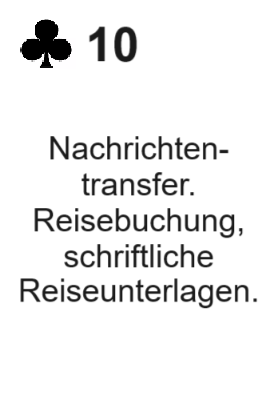 ♣ 10
Nachrichten-
transfer.
Reisebuchung,
schriftliche
Reiseunterlagen.